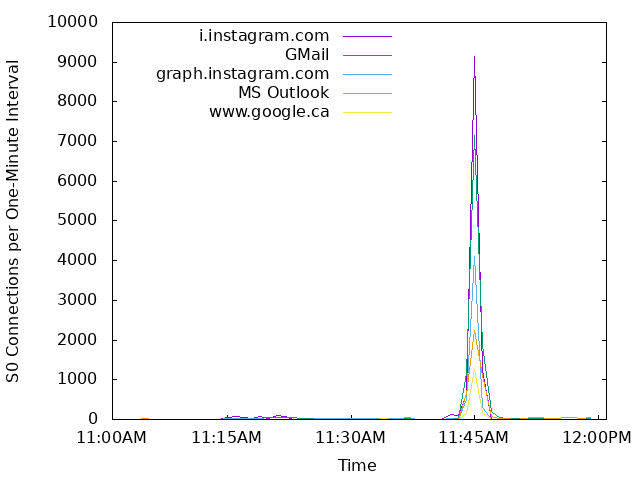 10000
9000
8000
7000
6000
5000
4000
3000
2000
1000
0
S0 Connections per One-Minute Interval
i.instagram.com
GMail
graph.instagram.com
MS Outlook
www.google.ca
11:00AM 11:15AM 11:30AM 11:45AM 12:00PM
Time